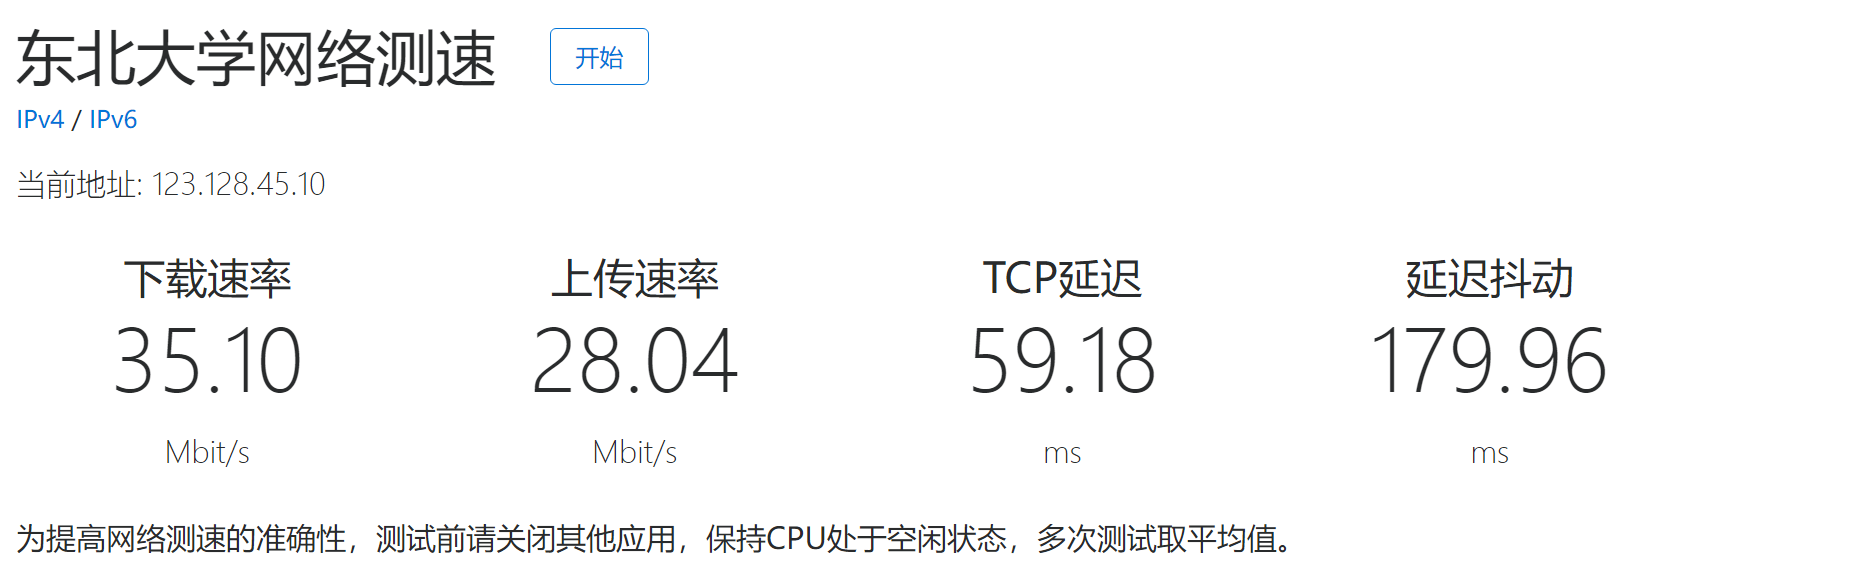 东北大学网络测速 开始
IPv4 / IPv6
当前地址: 123.128.45.10
下载速率 上传速率 TCP延迟 延迟抖动
35.10 28.04 59.18 179.96
Mbit/s Mbit/s ms ms
为提高网络测速的准确性，测试前请关闭其他应用，保持CPU处于空闲状态，多次测试取平均值。